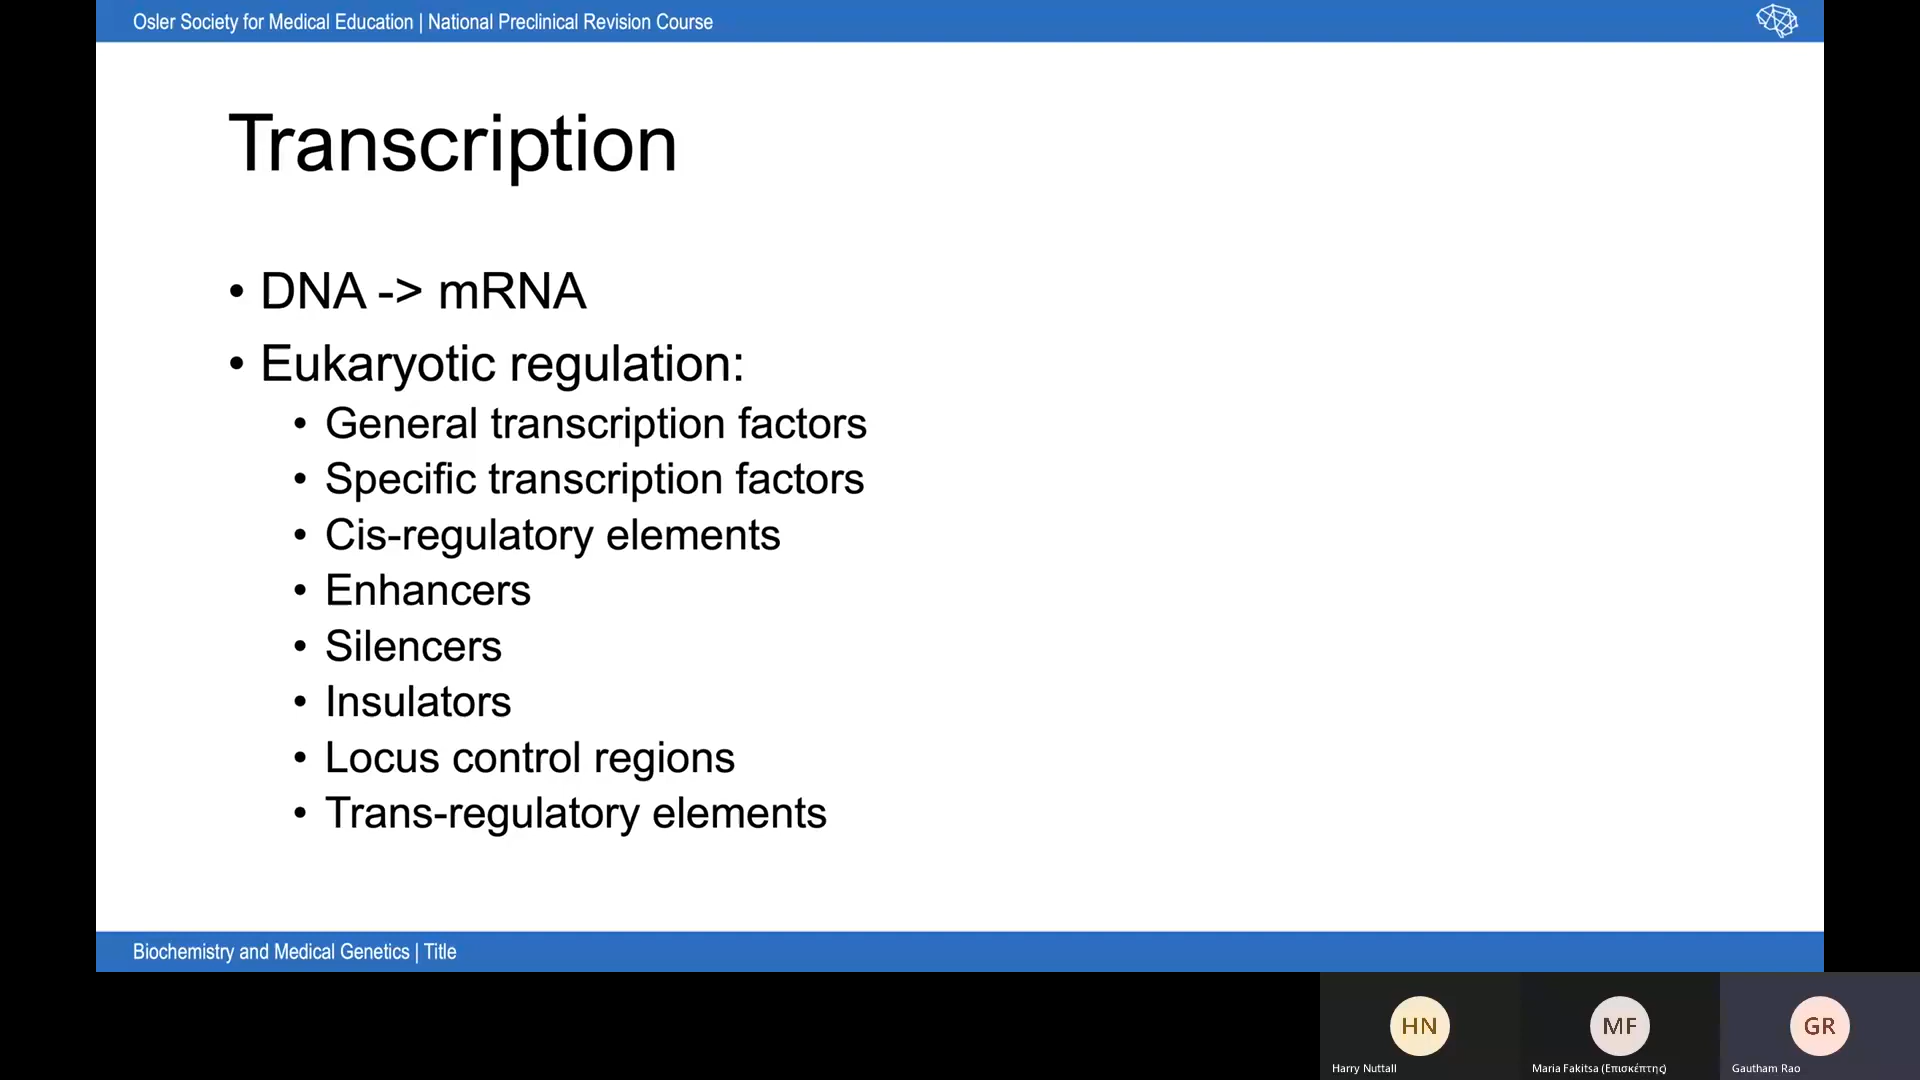 Osler Society for Medical Education | National Preclinical Revision Course
Transcription
• DNA -> mRNA
• Eukaryotic regulation:
• General transcription factors
• Specific transcription factors
• Cis-regulatory elements
• Enhancers
• Silencers
• Insulators
• Locus control regions
• Trans-regulatory elements
Biochemistry and Medical Genetics | Title
HN
MF
GR
Harry Nuttall
Maria Fakitsa (Επισκέπτης)
Gautham Rao